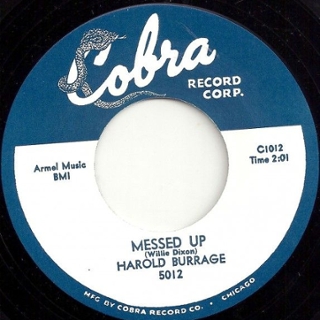 Cobra
RECORD
CORP.
Armel Music
BMI
C1012
Time 2:01
MESSED UP
(Willie Dixon)
HAROLD BURRAGE
5012
MFG BY COBRA RECORD CO. • CHICAGO